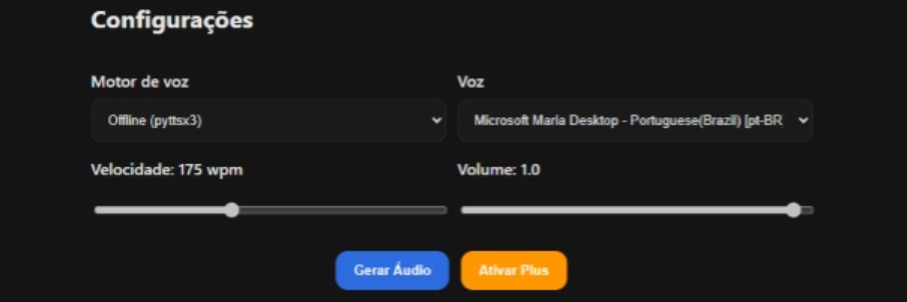 Configurações
Motor de voz
Voz
Offline (pyttsx3)
Microsoft Maria Desktop - Portuguese(Brazil) [pt-BR
Velocidade: 175 wpm
Volume: 1.0
Gerar Áudio
Ativar Plus